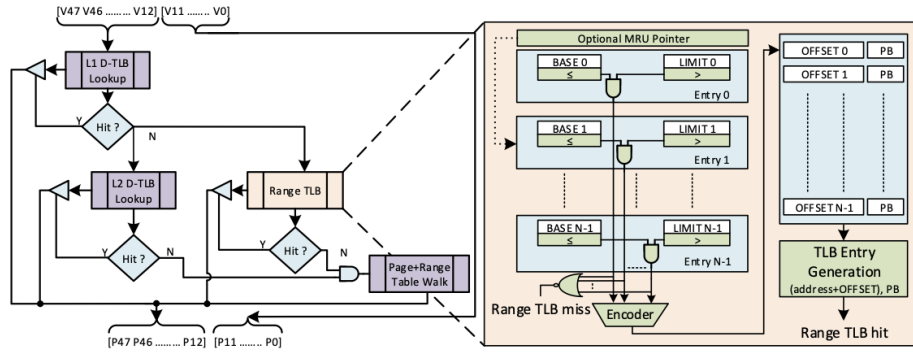 [V47 V46 ......... V12] [V11 ........ V0]
L1 D-TLB
Lookup
Hit ?
Y
N
L2 D-TLB
Lookup
Range TLB
Hit ?
Y
N
Hit ?
Y
N
Page+Range
Table Walk
[P47 P46 ......... P12] [P11 ........ P0]
Optional MRU Pointer
BASE 0
≤
LIMIT 0
>
Entry 0
BASE 1
≤
LIMIT 1
>
Entry 1
BASE N-1
≤
LIMIT N-1
>
Entry N-1
Range TLB miss
Encoder
OFFSET 0 PB
OFFSET 1 PB
OFFSET N-1 PB
TLB Entry
Generation
(address+OFFSET), PB
Range TLB hit